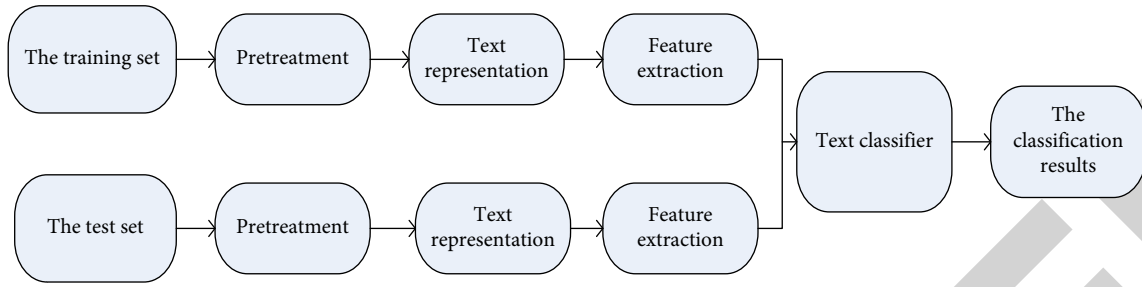 The training set
Pretreatment
Text
representation
Feature
extraction
Text classifier
The
classification
results
The test set
Pretreatment
Text
representation
Feature
extraction